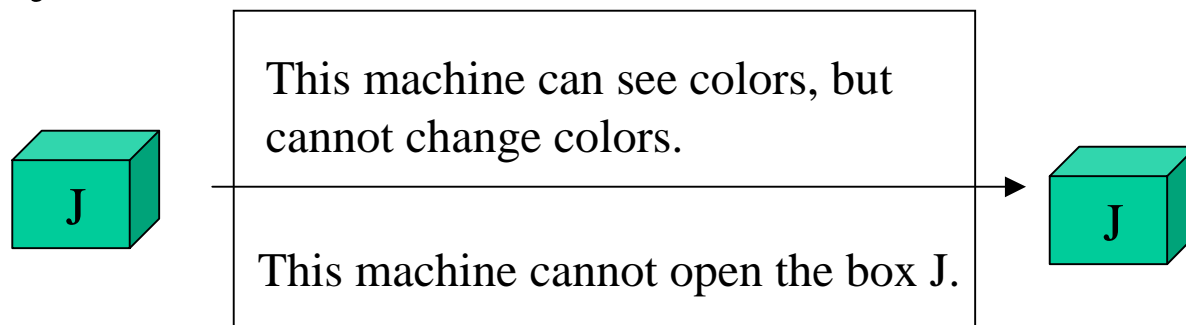 This machine can see colors, but
cannot change colors.
J
J
This machine cannot open the box J.